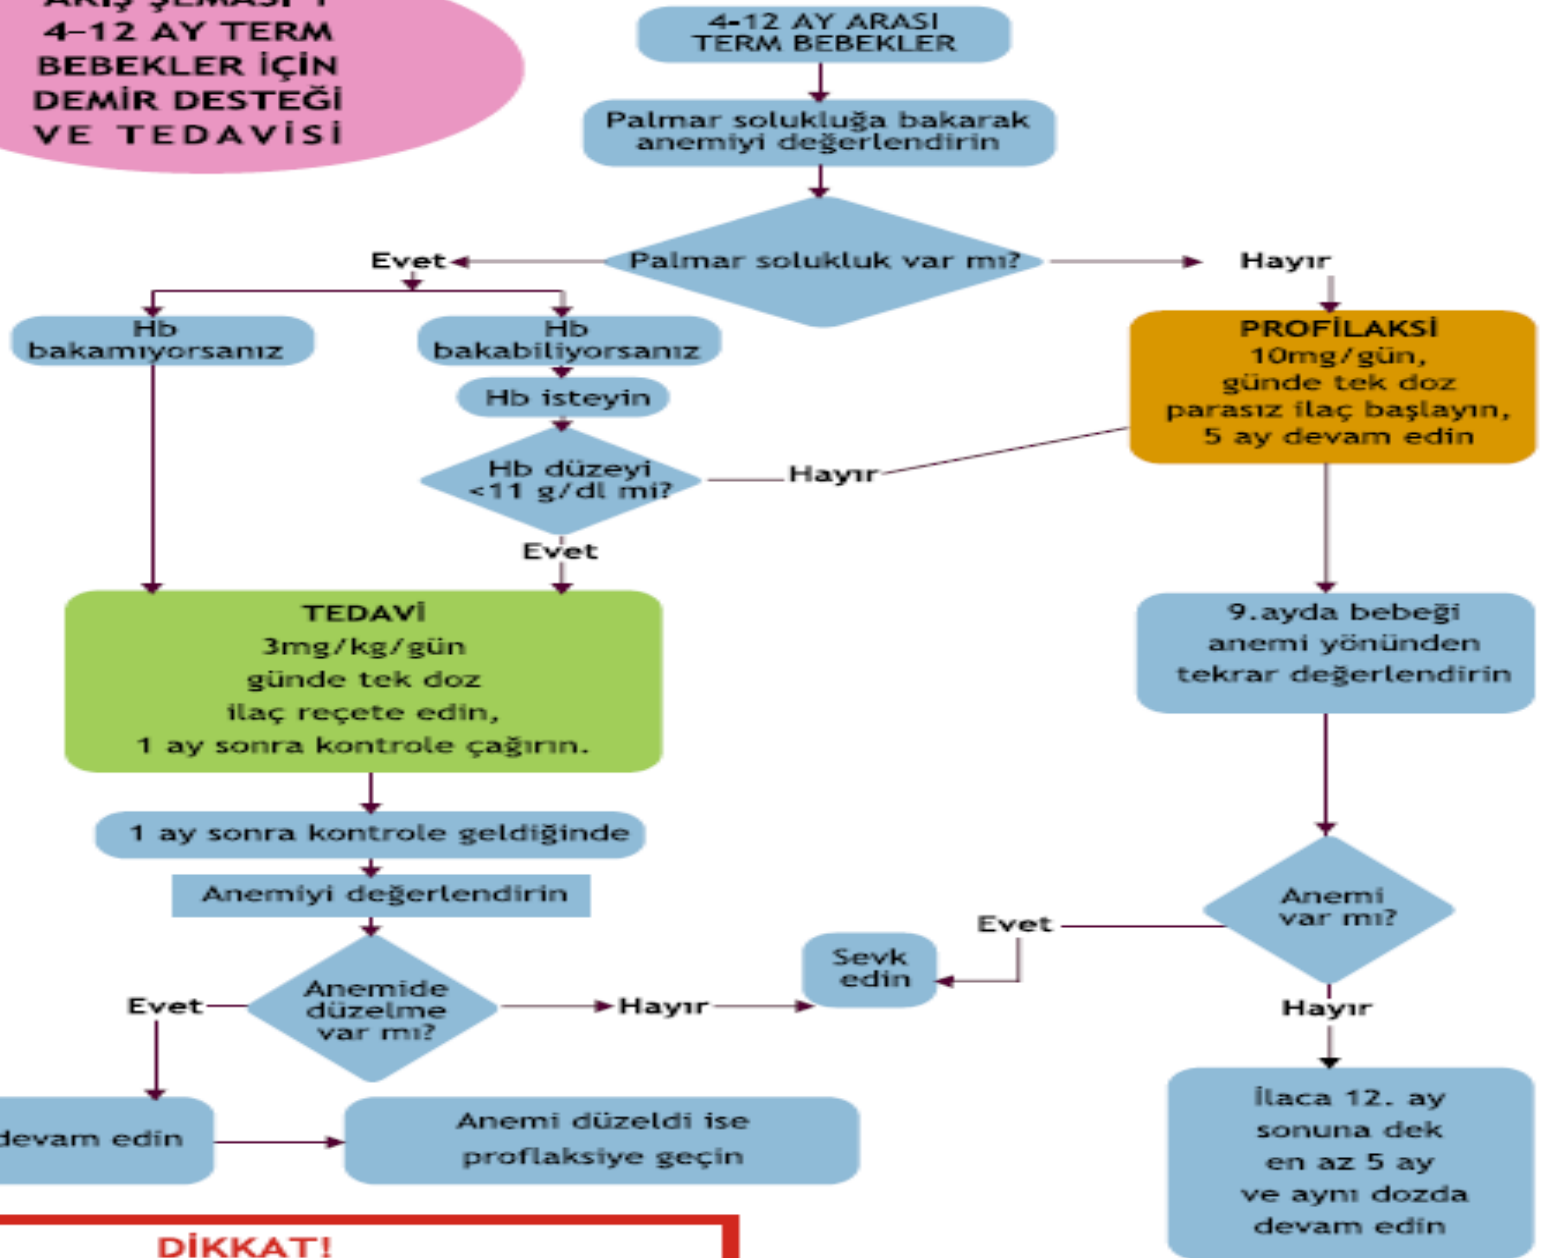 AKIŞ ŞEMASI
4–12 AY TERM
BEBEKLER İÇİN
DEMİR DESTEĞİ
VE TEDAVİSİ
4-12 AY ARASI
TERM BEBEKLER
Palmar solukluğa bakarak
anemiyi değerlendirin
Palmar solukluk var mı?
Evet
Hayır
Hb
bakamıyorsanız
Hb
bakabiliyorsanız
Hb isteyin
Hb düzeyi
<11 g/dl mi?
Hayır
Evet
PROFİLAKSİ
10mg/gün,
günde tek doz
parasız ilaç başlayın,
5 ay devam edin
TEDAVİ
3mg/kg/gün
günde tek doz
ilaç reçete edin,
1 ay sonra kontrole çağırın.
9.ayda bebeği
anemi yönünden
tekrar değerlendirin
1 ay sonra kontrole geldiğinde
Anemiyi değerlendirin
Anemide
düzelme
var mı?
Evet
Hayır
Sevk
edin
Evet
Anemi
var mı?
Hayır
devam edin
Anemi düzeldi ise
proflaksiye geçin
İlaca 12. ay
sonuna dek
en az 5 ay
ve aynı dozda
devam edin
DİKKAT!